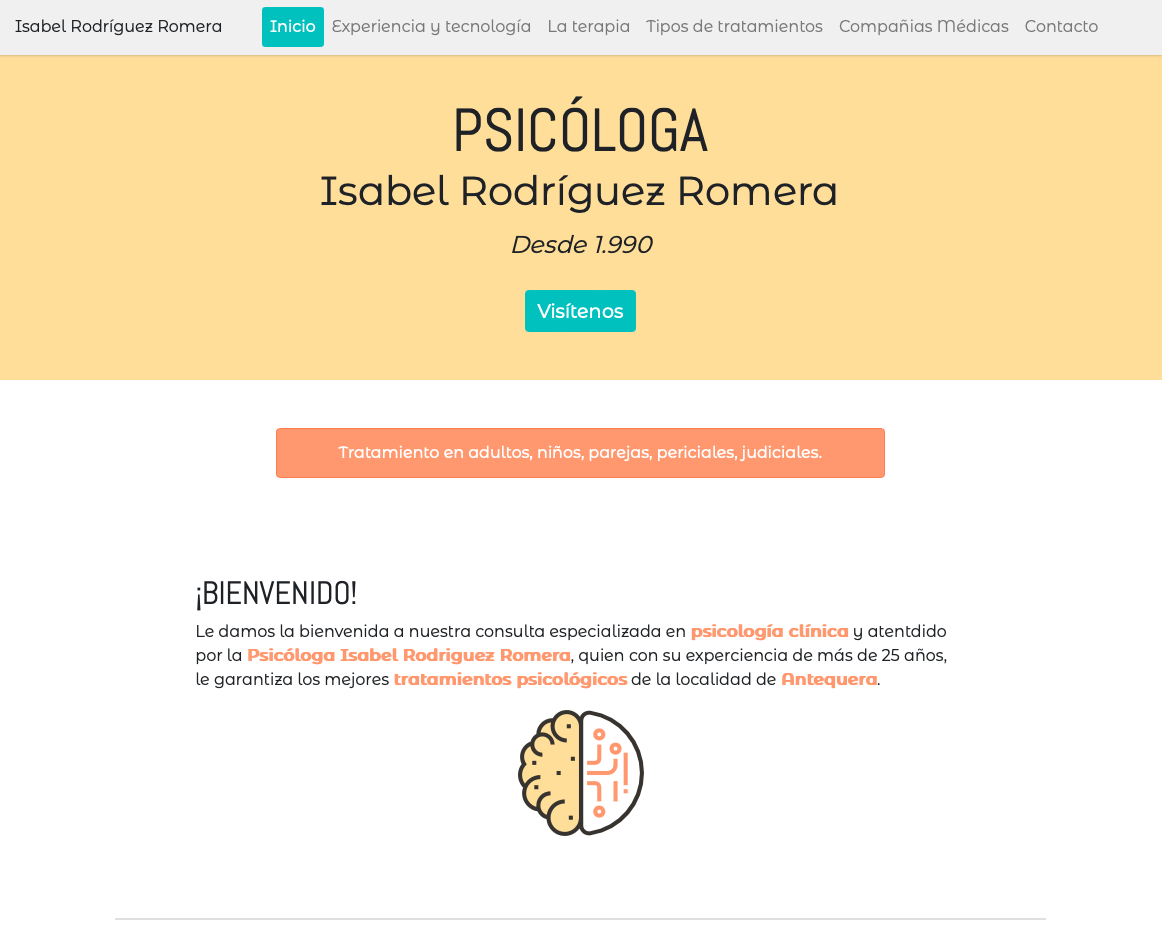 Isabel Rodríguez Romera Inicio Experiencia y tecnología La terapia Tipos de tratamientos Compañias Médicas Contacto
PSICÓLOGA
Isabel Rodríguez Romera
Desde 1.990
Visítenos
Tratamiento en adultos, niños, parejas, periciales, judiciales.
¡BIENVENIDO!
Le damos la bienvenida a nuestra consulta especializada en psicología clínica y atentdido
por la Psicóloga Isabel Rodriguez Romera, quien con su experciencia de más de 25 años,
le garantiza los mejores tratamientos psicológicos de la localidad de Antequera.